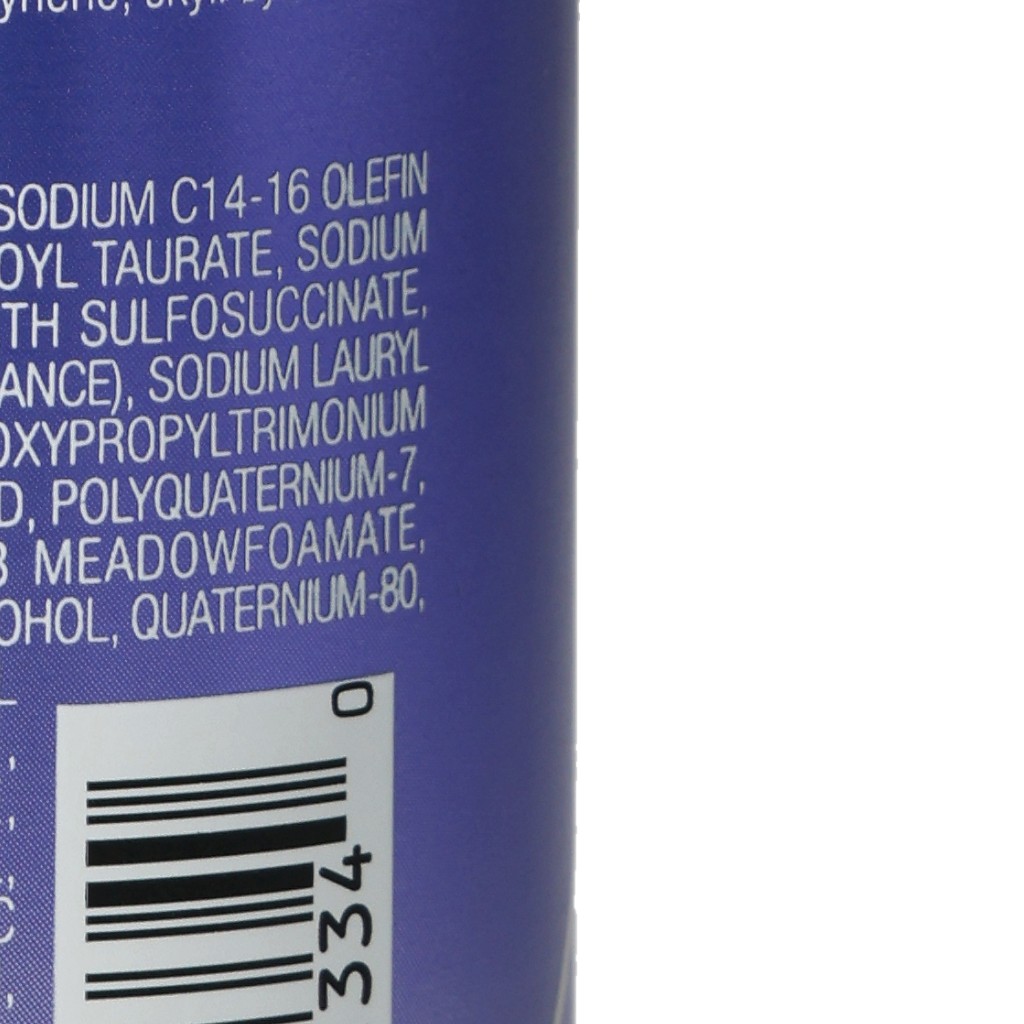 SODIUM C14-16 OLEFIN
OYL TAURATE, SODIUM
TH SULFOSUCCINATE,
ANCE), SODIUM LAURYL
OXYPROPYLTRIMONIUM
D, POLYQUATERNIUM-7,
MEADOWFOAMATE,
OHOL, QUATERNIUM-80,
0
334